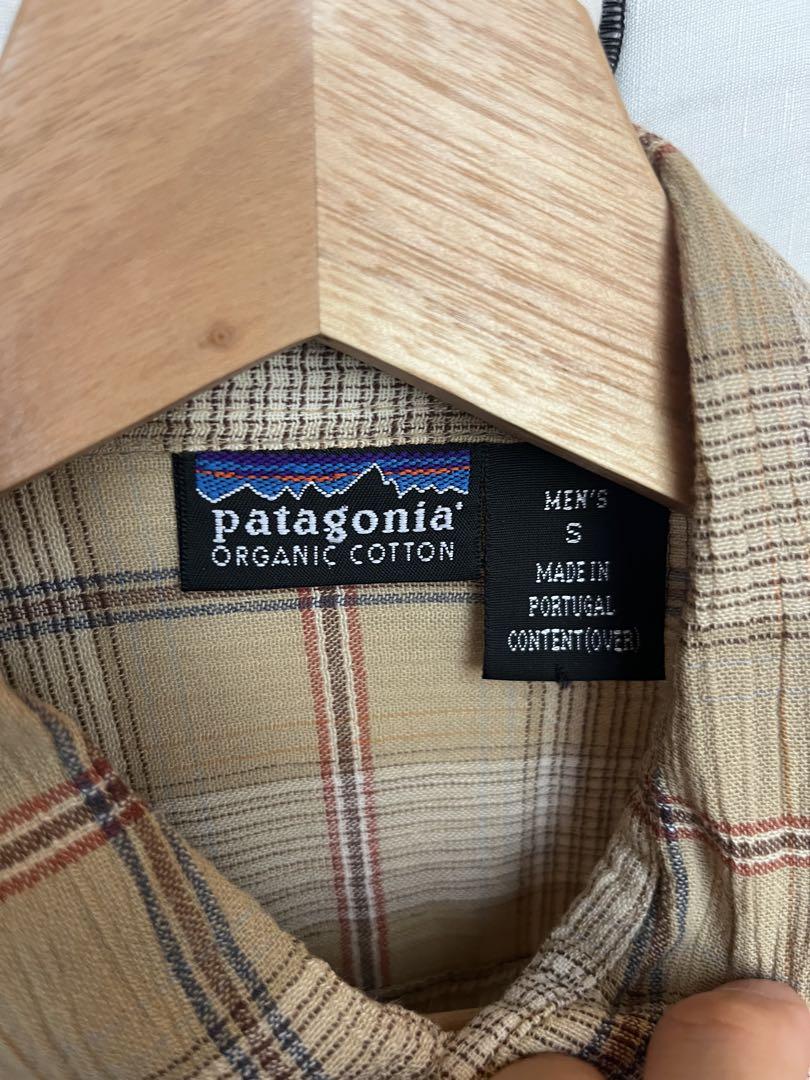 patagonia®
ORGANIC COTTON
MEN'S
S
MADE IN
PORTUGAL
CONTENT(OVER)